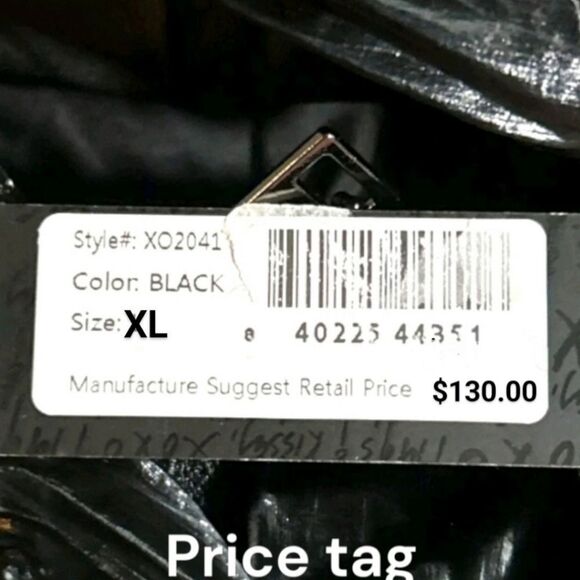 Style#: XO2041
Color: BLACK
Size: XL
40225 44351
Manufacture Suggest Retail Price $130.00
Price tag